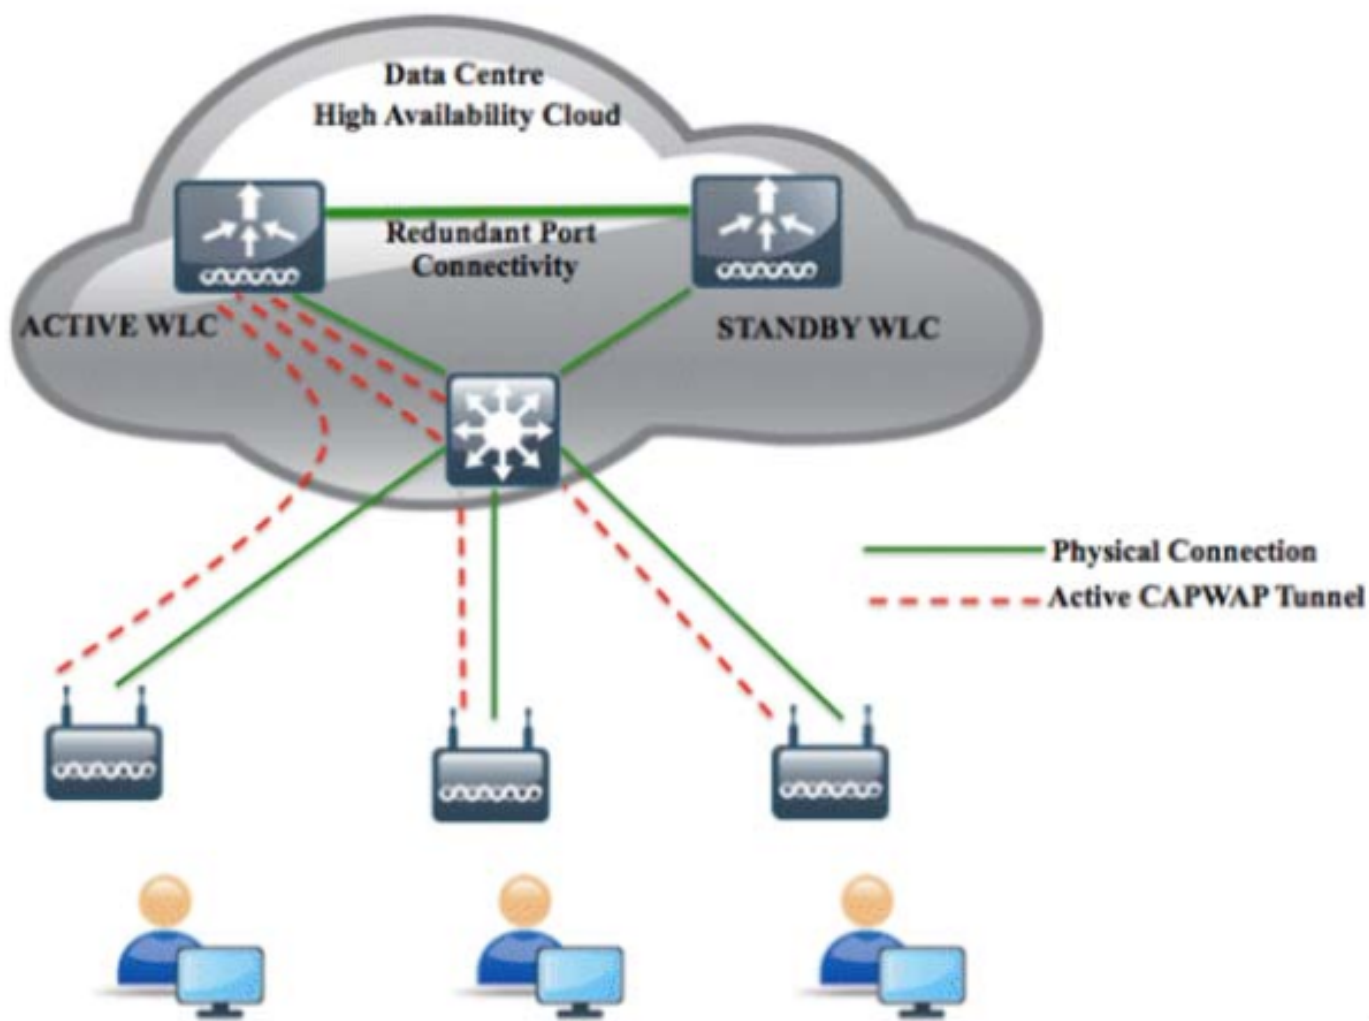 Data Centre
High Availability Cloud
Redundant Port
Connectivity
ACTIVE WLC
STANDBY WLC
Physical Connection
Active CAPWAP Tunnel